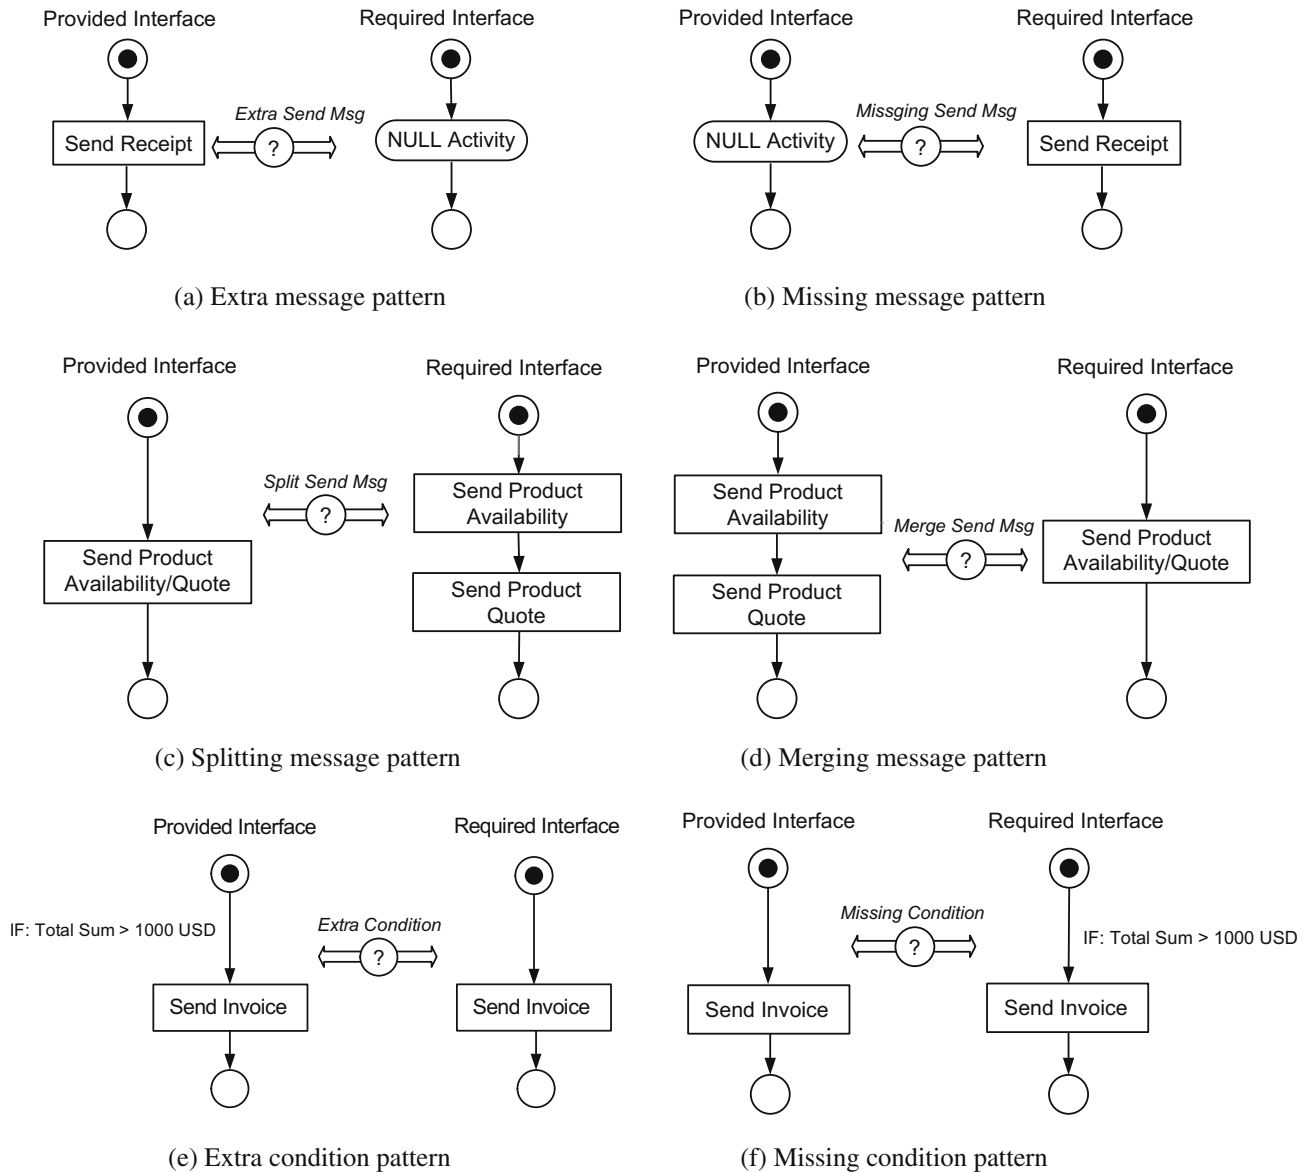 Provided Interface
Required Interface
Extra Send Msg
Send Receipt
?
NULL Activity
(a) Extra message pattern
Provided Interface
Required Interface
Missging Send Msg
NULL Activity
?
Send Receipt
(b) Missing message pattern
Provided Interface
Required Interface
Split Send Msg
?
Send Product
Availability
Send Product
Availability/Quote
Send Product
Quote
(c) Splitting message pattern
Provided Interface
Required Interface
Send Product
Availability
Merge Send Msg
?
Send Product
Availability/Quote
Send Product
Quote
(d) Merging message pattern
Provided Interface
Required Interface
IF: Total Sum > 1000 USD
Extra Condition
?
Send Invoice
Send Invoice
(e) Extra condition pattern
Provided Interface
Required Interface
Missing Condition
?
IF: Total Sum > 1000 USD
Send Invoice
Send Invoice
(f) Missing condition pattern